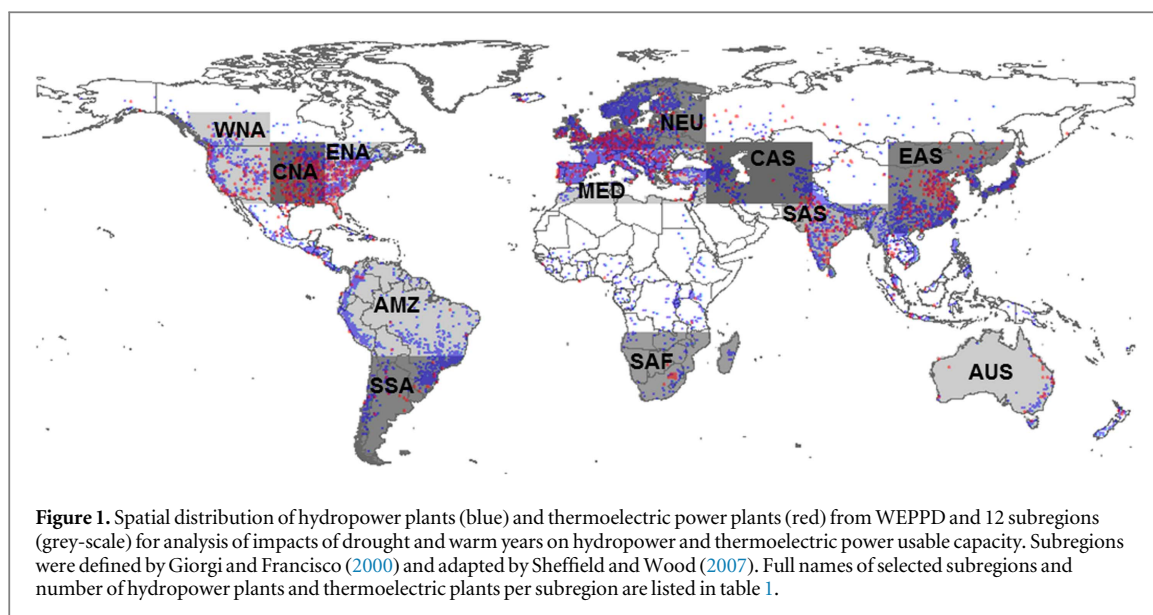 WNA
ENA
CNA
NEU
MED
CAS
EAS
SAS
AMZ
SSA
SAF
AUS
Figure 1. Spatial distribution of hydropower plants (blue) and thermoelectric power plants (red) from WEPPD and 12 subregions
(grey-scale) for analysis of impacts of drought and warm years on hydropower and thermoelectric power usable capacity. Subregions
were defined by Giorgi and Francisco (2000) and adapted by Sheffield and Wood (2007). Full names of selected subregions and
number of hydropower plants and thermoelectric plants per subregion are listed in table 1.